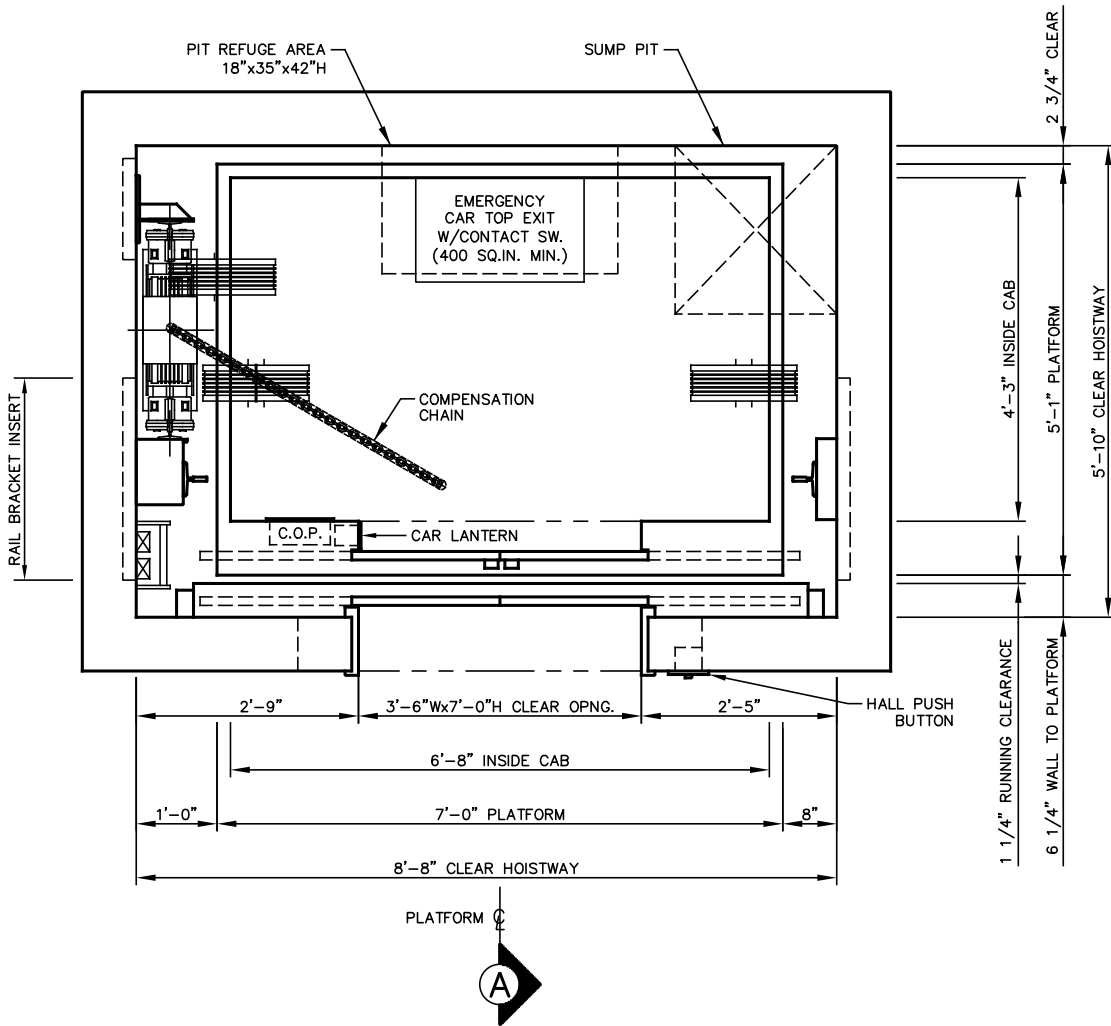 PIT REFUGE AREA
18”x35”x42”H
SUMP PIT
2 3/4” CLEAR
EMERGENCY
CAR TOP EXIT
W/CONTACT SW.
(400 SQ.IN. MIN.)
4’-3” INSIDE CAB
5’-1” PLATFORM
5’-10” CLEAR HOISTWAY
RAIL BRACKET INSERT
COMPENSATION
CHAIN
C.O.P.
CAR LANTERN
HALL PUSH
BUTTON
1 1/4” RUNNING CLEARANCE
6 1/4” WALL TO PLATFORM
2’-9”
3’-6”Wx7’-0”H CLEAR OPNG.
2’-5”
6’-8” INSIDE CAB
1’-0”
7’-0” PLATFORM
8”
8’-8” CLEAR HOISTWAY
PLATFORM ℄
A